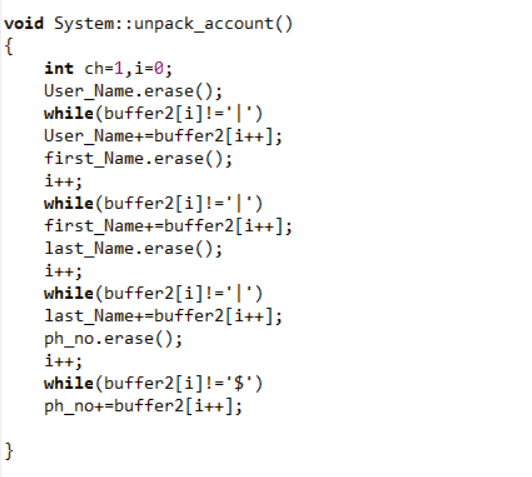 void System::unpack_account()
{
    int ch=1,i=0;
    User_Name.erase();
    while(buffer2[i]!='|')
    User_Name+=buffer2[i++];
    first_Name.erase();
    i++;
    while(buffer2[i]!='|')
    first_Name+=buffer2[i++];
    last_Name.erase();
    i++;
    while(buffer2[i]!='|')
    last_Name+=buffer2[i++];
    ph_no.erase();
    i++;
    while(buffer2[i]!='$')
    ph_no+=buffer2[i++];
}